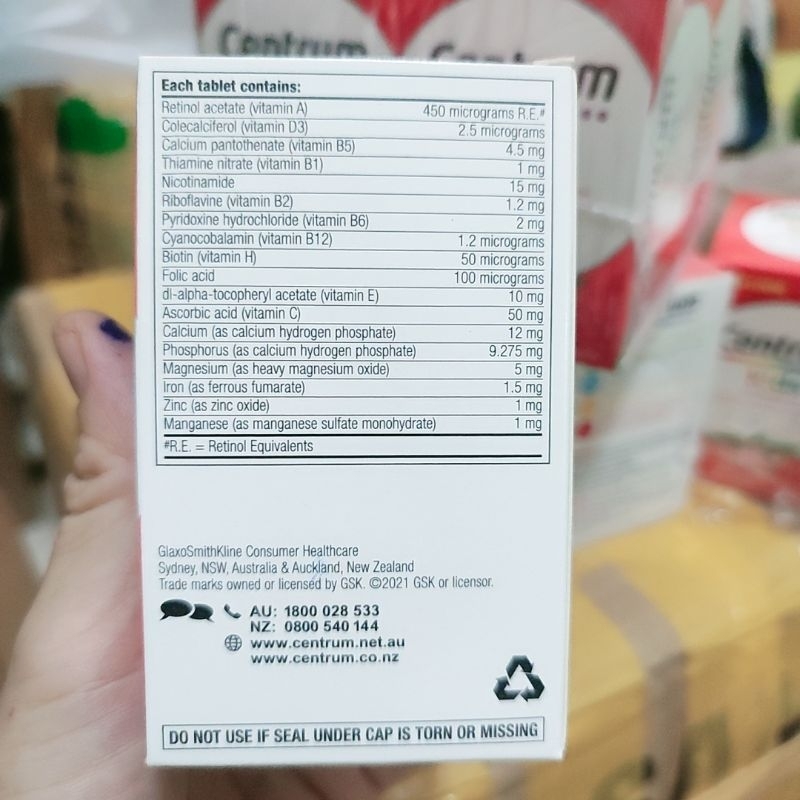 Centrum
Each tablet contains:
Retinol acetate (vitamin A) 450 micrograms R.E.#
Colecalciferol (vitamin D3) 2.5 micrograms
Calcium pantothenate (vitamin B5) 4.5 mg
Thiamine nitrate (vitamin B1) 1 mg
Nicotinamide 15 mg
Riboflavine (vitamin B2) 1.2 mg
Pyridoxine hydrochloride (vitamin B6) 2 mg
Cyanocobalamin (vitamin B12) 1.2 micrograms
Biotin (vitamin H) 50 micrograms
Folic acid 100 micrograms
dl-alpha-tocopheryl acetate (vitamin E) 10 mg
Ascorbic acid (vitamin C) 50 mg
Calcium (as calcium hydrogen phosphate) 12 mg
Phosphorus (as calcium hydrogen phosphate) 9.275 mg
Magnesium (as heavy magnesium oxide) 5 mg
Iron (as ferrous fumarate) 1.5 mg
Zinc (as zinc oxide) 1 mg
Manganese (as manganese sulfate monohydrate) 1 mg
#R.E. = Retinol Equivalents
GlaxoSmithKline Consumer Healthcare
Sydney, NSW, Australia & Auckland, New Zealand
Trade marks owned or licensed by GSK. ©2021 GSK or licensor.
AU: 1800 028 533
NZ: 0800 540 144
www.centrum.net.au
www.centrum.co.nz
DO NOT USE IF SEAL UNDER CAP IS TORN OR MISSING